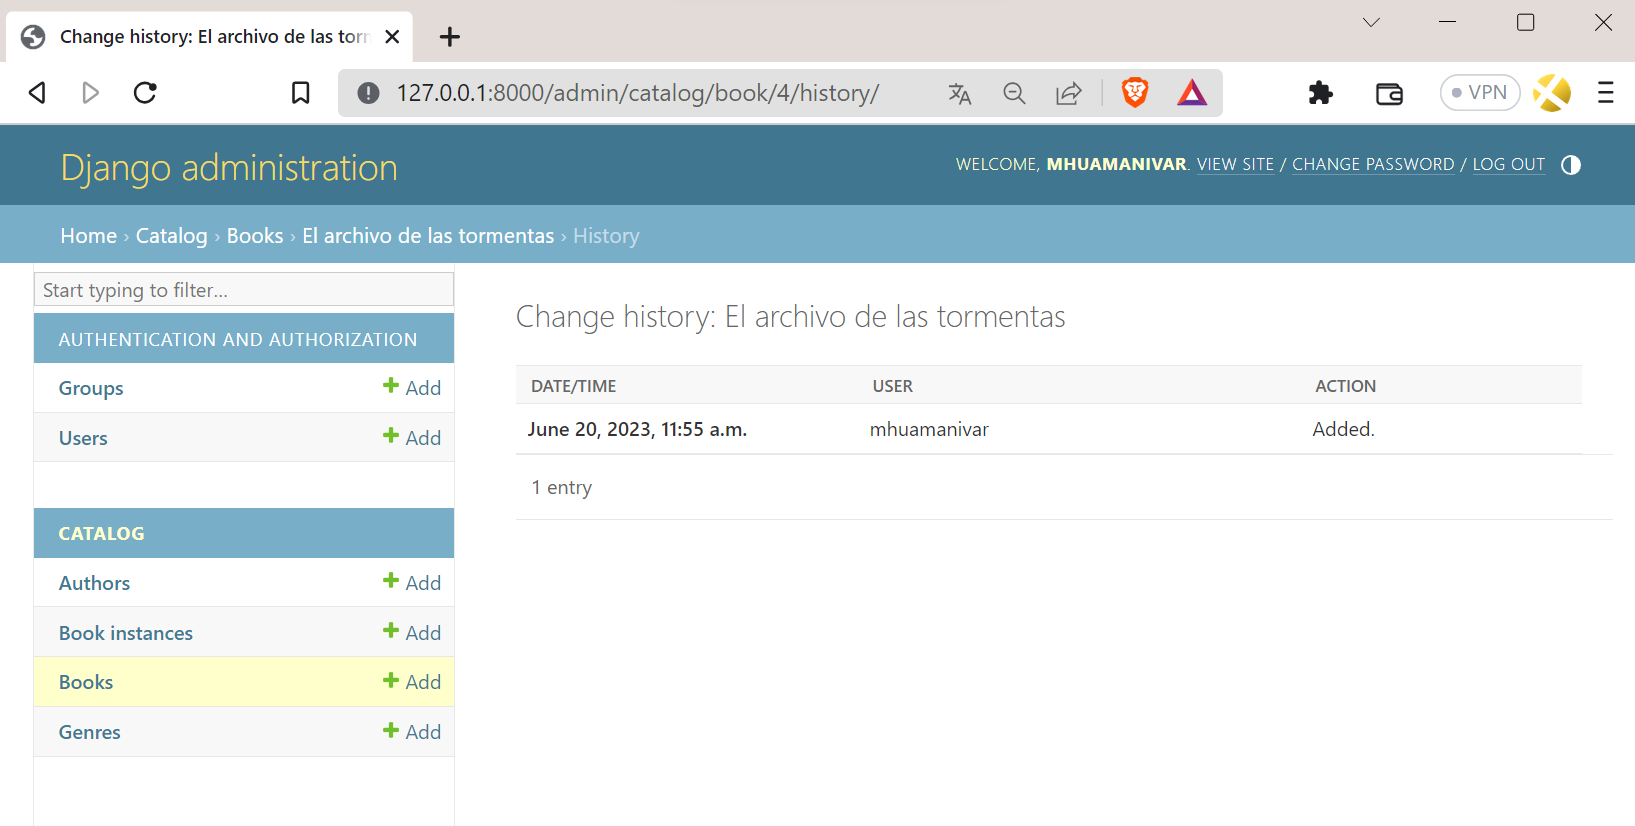 Change history: El archivo de las torr
127.0.0.1:8000/admin/catalog/book/4/history/
VPN
Django administration
WELCOME, MHUAMANIVAR. VIEW SITE / CHANGE PASSWORD / LOG OUT
Home › Catalog › Books › El archivo de las tormentas › History
Start typing to filter...
AUTHENTICATION AND AUTHORIZATION
Groups Add
Users Add
CATALOG
Authors Add
Book instances Add
Books Add
Genres Add
Change history: El archivo de las tormentas
DATE/TIME USER ACTION
June 20, 2023, 11:55 a.m. mhuamanivar Added.
1 entry